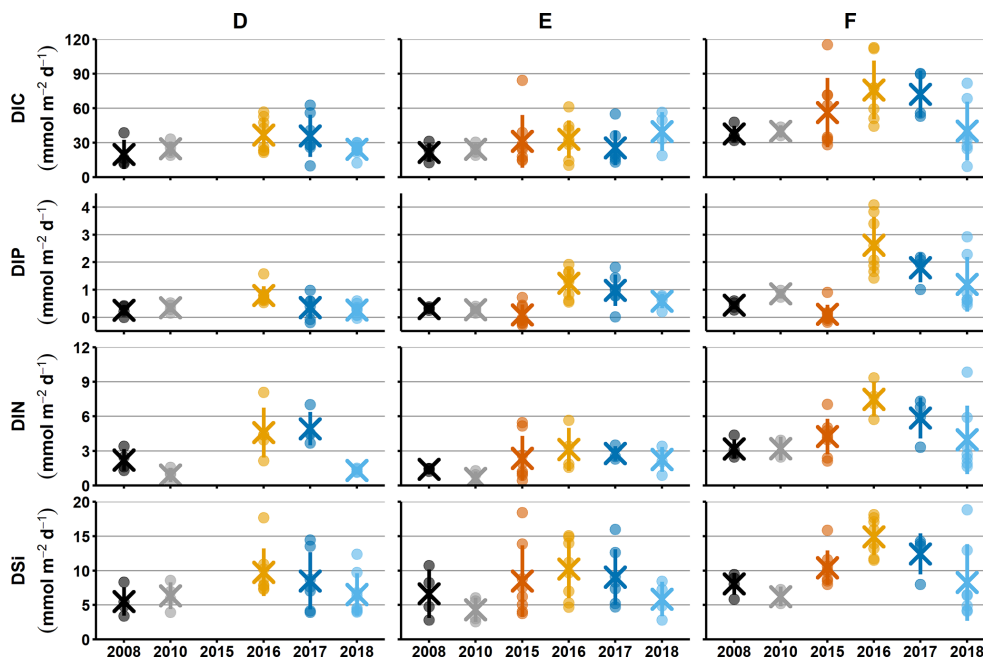 D E F
DIC
(mmol m⁻² d⁻¹)
120
90
60
30
0
DIP
(mmol m⁻² d⁻¹)
4
3
2
1
0
DIN
(mmol m⁻² d⁻¹)
12
9
6
3
0
DSi
(mmol m⁻² d⁻¹)
20
15
10
5
0
2008 2010 2015 2016 2017 2018 2008 2010 2015 2016 2017 2018 2008 2010 2015 2016 2017 2018